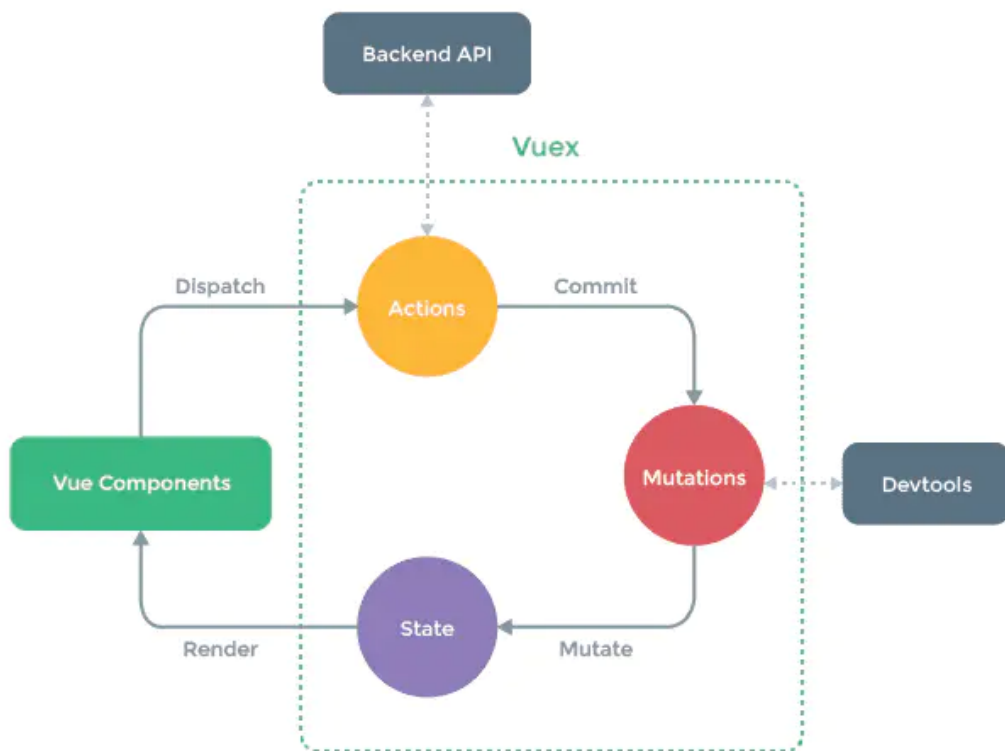 Backend API
Vuex
Dispatch
Commit
Actions
Vue Components
Mutations
Devtools
State
Render
Mutate